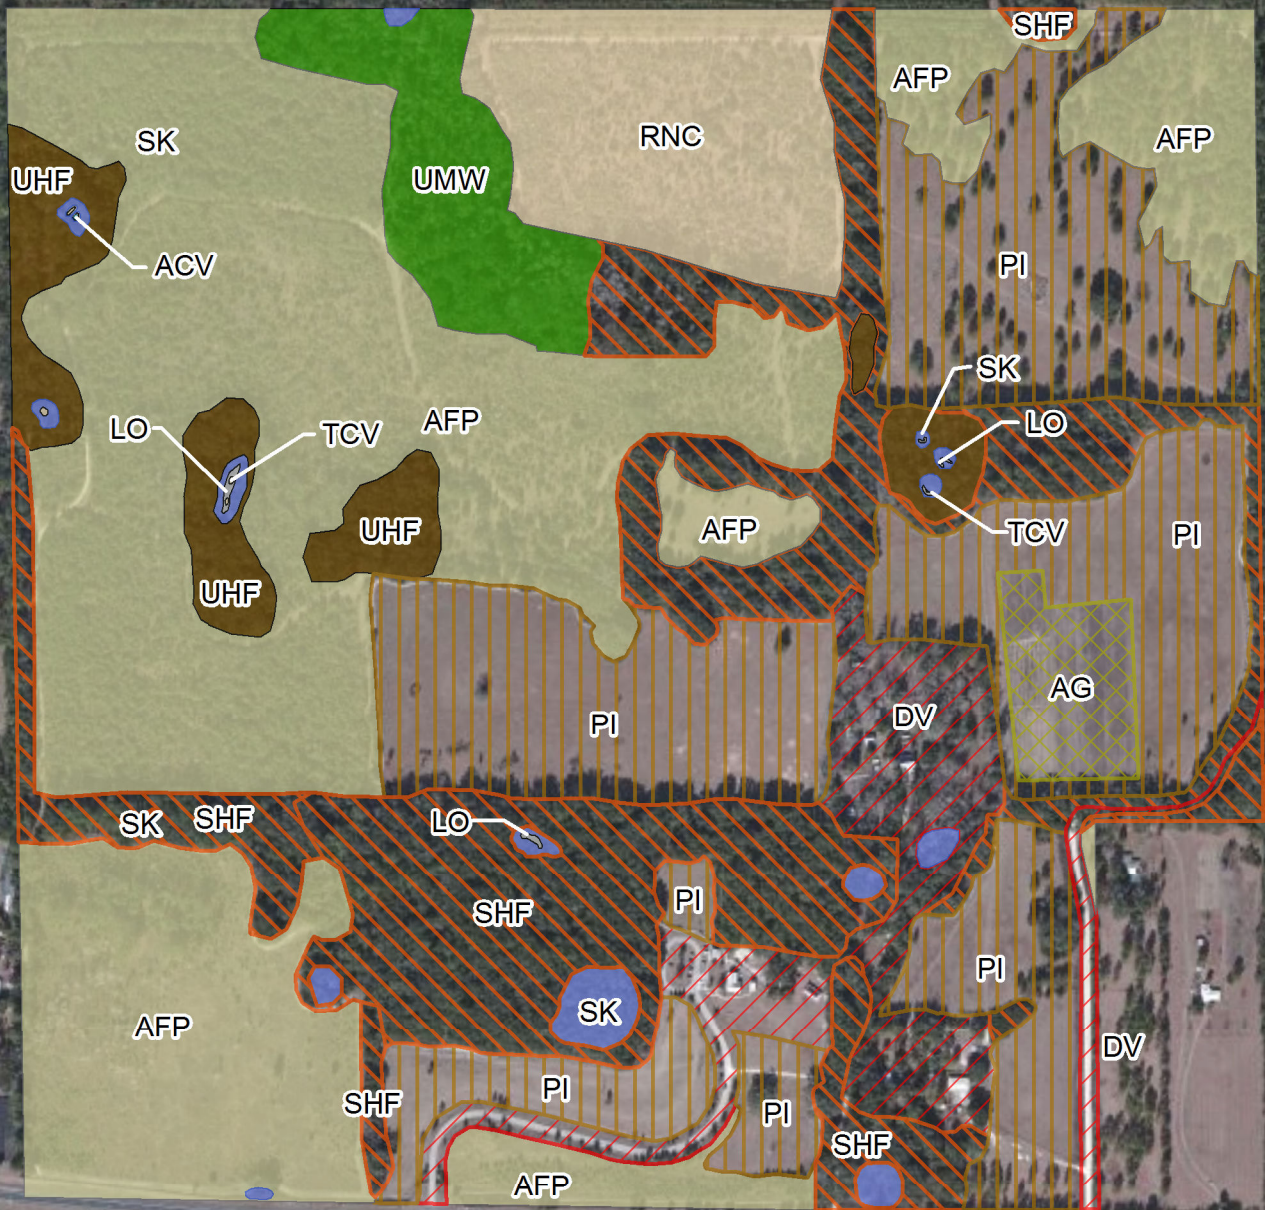 SHF
AFP
RNC
AFP
SK
UHF
UMW
ACV
PI
SK
AFP
LO
LO
TCV
AFP
UHF
TCV
PI
UHF
AG
DV
PI
SHF
SK
LO
PI
SHF
PI
SK
AFP
DV
PI
SHF
PI
SHF
AFP